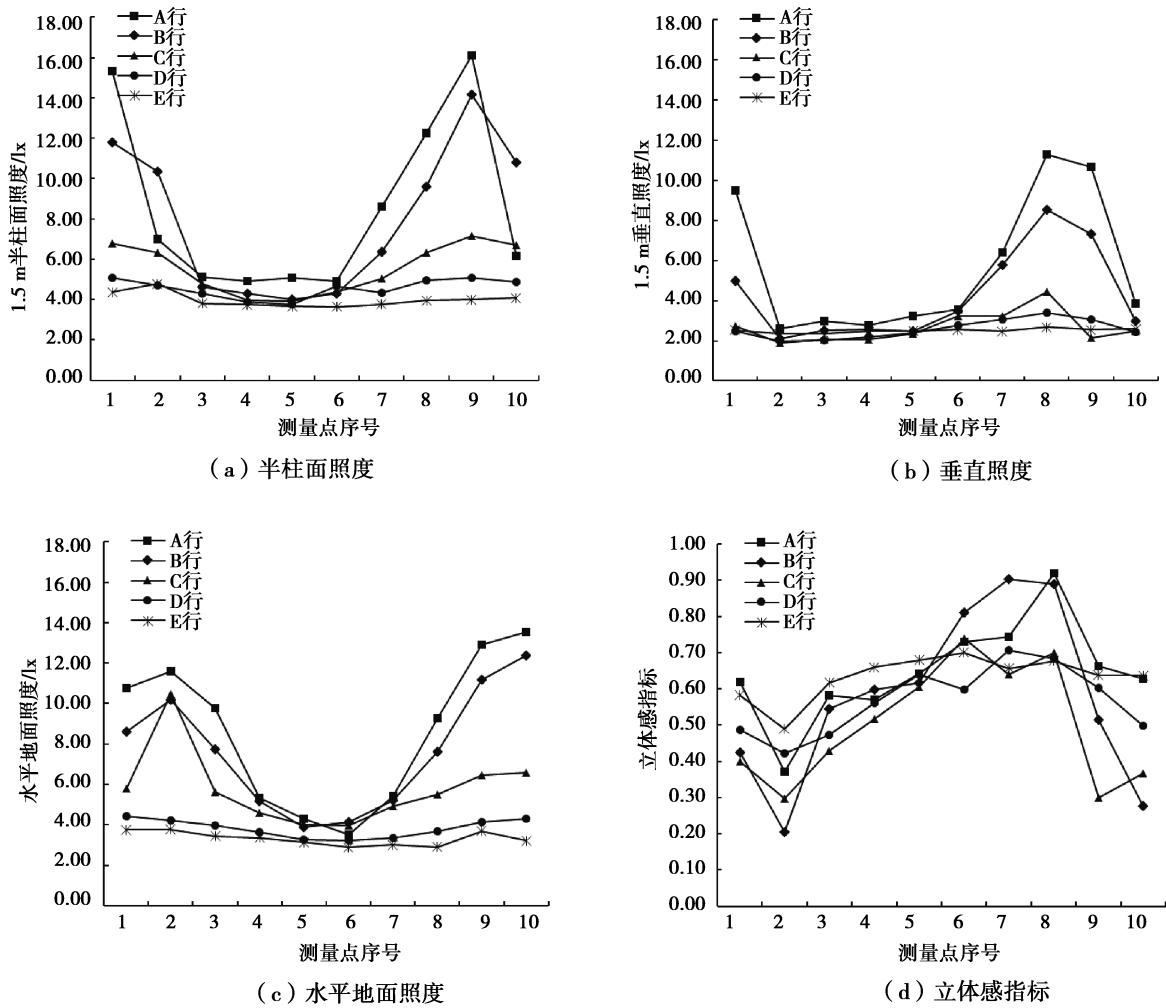 18.00
16.00
14.00
12.00
10.00
8.00
6.00
4.00
2.00
0.00
1.5 m半柱面照度/lx
A行
B行
C行
D行
E行
1 2 3 4 5 6 7 8 9 10
测量点序号
（a）半柱面照度
18.00
16.00
14.00
12.00
10.00
8.00
6.00
4.00
2.00
0.00
1.5 m垂直照度/lx
A行
B行
C行
D行
E行
1 2 3 4 5 6 7 8 9 10
测量点序号
（b）垂直照度
18.00
16.00
14.00
12.00
10.00
8.00
6.00
4.00
2.00
0.00
水平地面照度/lx
A行
B行
C行
D行
E行
1 2 3 4 5 6 7 8 9 10
测量点序号
（c）水平地面照度
1.00
0.90
0.80
0.70
0.60
0.50
0.40
0.30
0.20
0.10
0.00
立体感指标
A行
B行
C行
D行
E行
1 2 3 4 5 6 7 8 9 10
测量点序号
（d）立体感指标